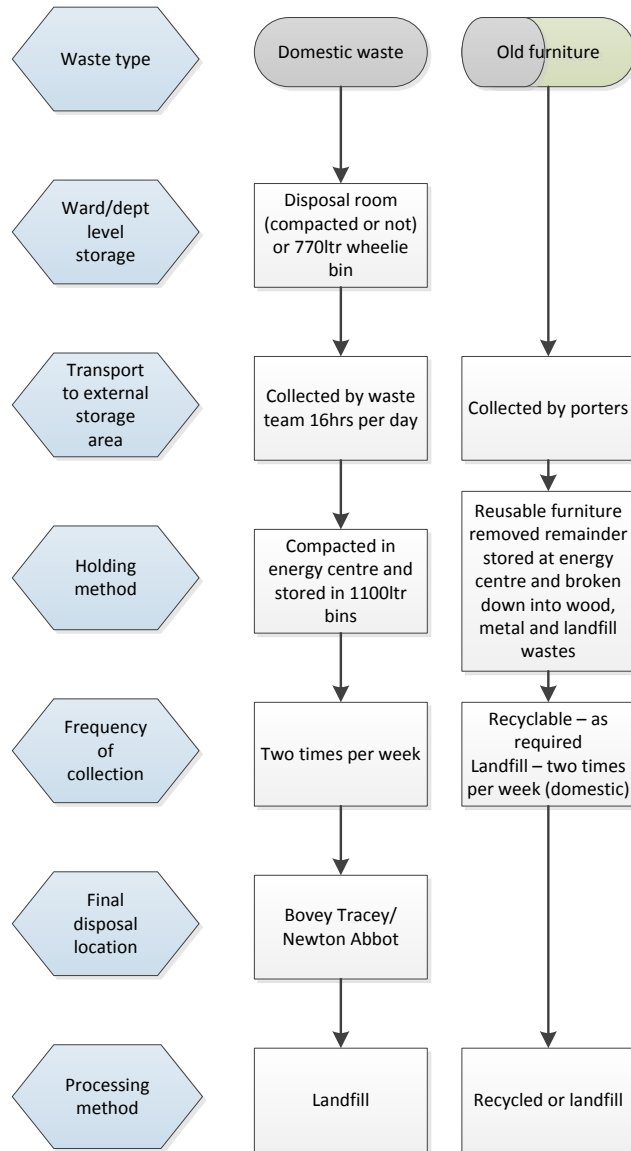 Waste type
Domestic waste
Old furniture
Ward/dept
level
storage
Disposal room
(compacted or not)
or 770ltr wheelie
bin
Transport
to external
storage
area
Collected by waste
team 16hrs per day
Collected by porters
Holding
method
Compacted in
energy centre and
stored in 1100ltr
bins
Reusable furniture
removed remainder
stored at energy
centre and broken
down into wood,
metal and landfill
wastes
Frequency
of
collection
Two times per week
Recyclable – as
required
Landfill – two times
per week (domestic)
Final
disposal
location
Bovey Tracey/
Newton Abbot
Processing
method
Landfill
Recycled or landfill